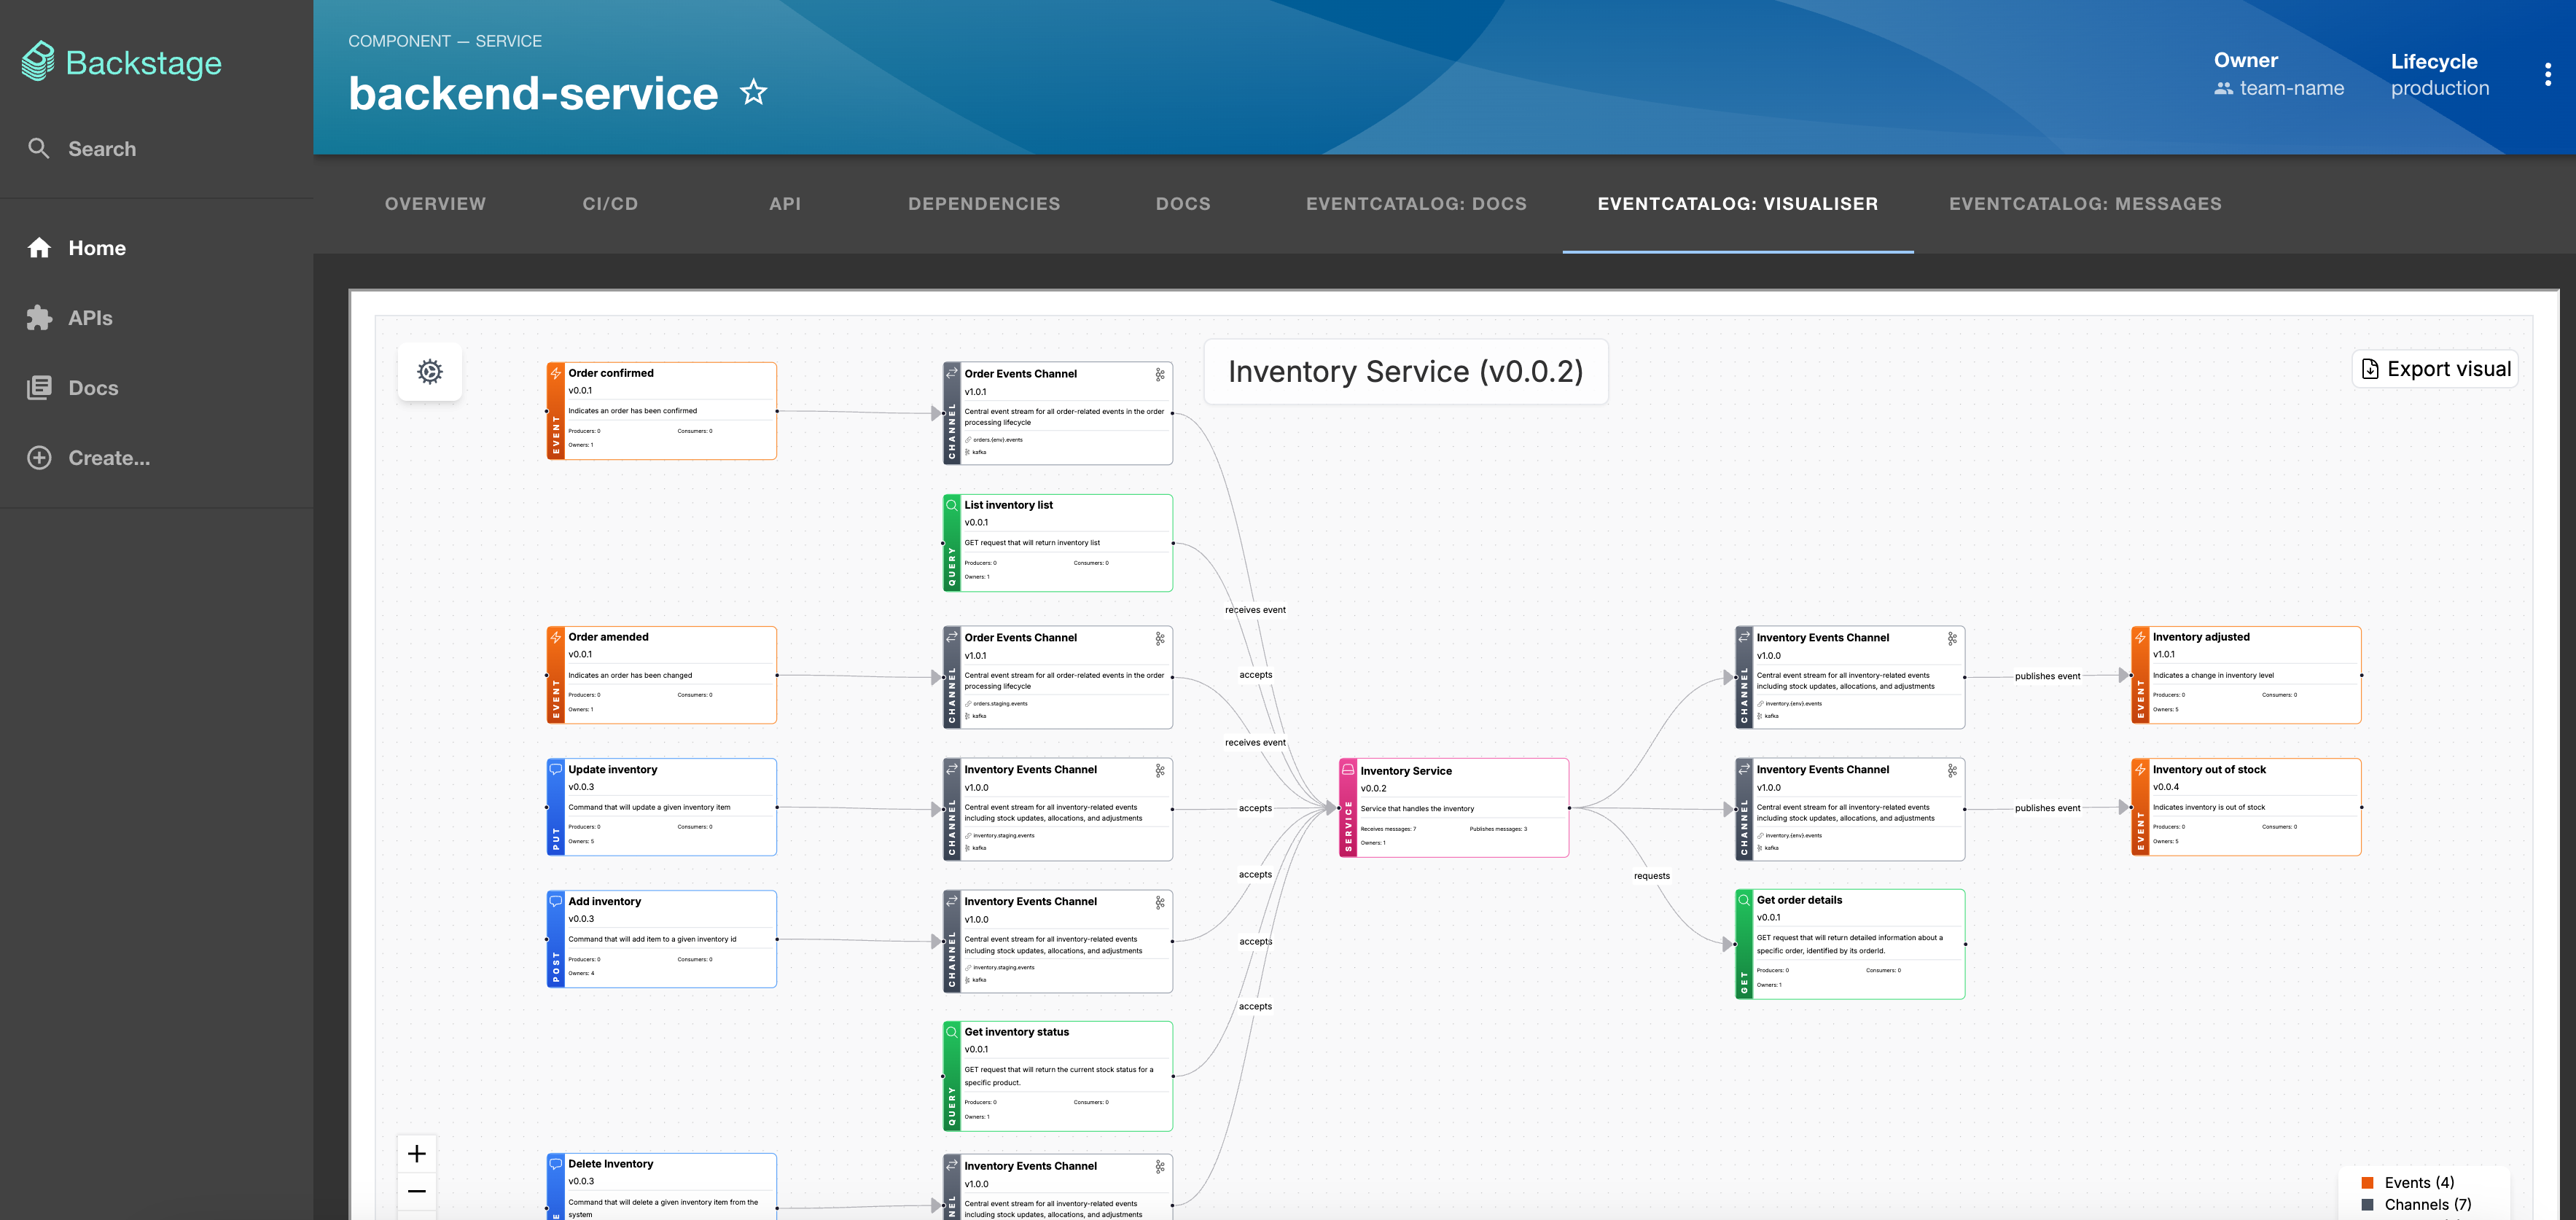 Backstage
Search
Home
APIs
Docs
Create...
COMPONENT — SERVICE
backend-service
Owner
team-name
Lifecycle
production
OVERVIEW
CI/CD
API
DEPENDENCIES
DOCS
EVENTCATALOG: DOCS
EVENTCATALOG: VISUALISER
EVENTCATALOG: MESSAGES
Inventory Service (v0.0.2)
Export visual
EVENT
Order confirmed
v0.0.1
Indicates an order has been confirmed
Producers: 0
Consumers: 0
Owners: 1
CHANNEL
Order Events Channel
v1.0.1
Central event stream for all order-related events in the order
processing lifecycle
orders.{env}.events
kafka
QUERY
List inventory list
v0.0.1
GET request that will return inventory list
Producers: 0
Consumers: 0
Owners: 1
EVENT
Order amended
v0.0.1
Indicates an order has been changed
Producers: 0
Consumers: 0
Owners: 1
CHANNEL
Order Events Channel
v1.0.1
Central event stream for all order-related events in the order
processing lifecycle
orders.staging.events
kafka
PUT
Update inventory
v0.0.3
Command that will update a given inventory item
Producers: 0
Consumers: 0
Owners: 5
CHANNEL
Inventory Events Channel
v1.0.0
Central event stream for all inventory-related events
including stock updates, allocations, and adjustments
inventory.staging.events
kafka
POST
Add inventory
v0.0.3
Command that will add item to a given inventory id
Producers: 0
Consumers: 0
Owners: 4
CHANNEL
Inventory Events Channel
v1.0.0
Central event stream for all inventory-related events
including stock updates, allocations, and adjustments
inventory.staging.events
kafka
QUERY
Get inventory status
v0.0.1
GET request that will return the current stock status for a
specific product.
Producers: 0
Consumers: 0
Owners: 1
Delete Inventory
v0.0.3
Command that will delete a given inventory item from the
system
Inventory Events Channel
v1.0.0
Central event stream for all inventory-related events
including stock updates, allocations, and adjustments
receives event
accepts
receives event
accepts
accepts
accepts
accepts
SERVICE
Inventory Service
v0.0.2
Service that handles the inventory
Receives messages: 7
Publishes messages: 3
Owners: 1
requests
CHANNEL
Inventory Events Channel
v1.0.0
Central event stream for all inventory-related events
including stock updates, allocations, and adjustments
inventory.{env}.events
kafka
publishes event
EVENT
Inventory adjusted
v1.0.1
Indicates a change in inventory level
Producers: 0
Consumers: 0
Owners: 5
CHANNEL
Inventory Events Channel
v1.0.0
Central event stream for all inventory-related events
including stock updates, allocations, and adjustments
inventory.{env}.events
kafka
publishes event
EVENT
Inventory out of stock
v0.0.4
Indicates inventory is out of stock
Producers: 0
Consumers: 0
Owners: 5
GET
Get order details
v0.0.1
GET request that will return detailed information about a
specific order, identified by its orderId.
Producers: 0
Consumers: 0
Owners: 1
Events (4)
Channels (7)